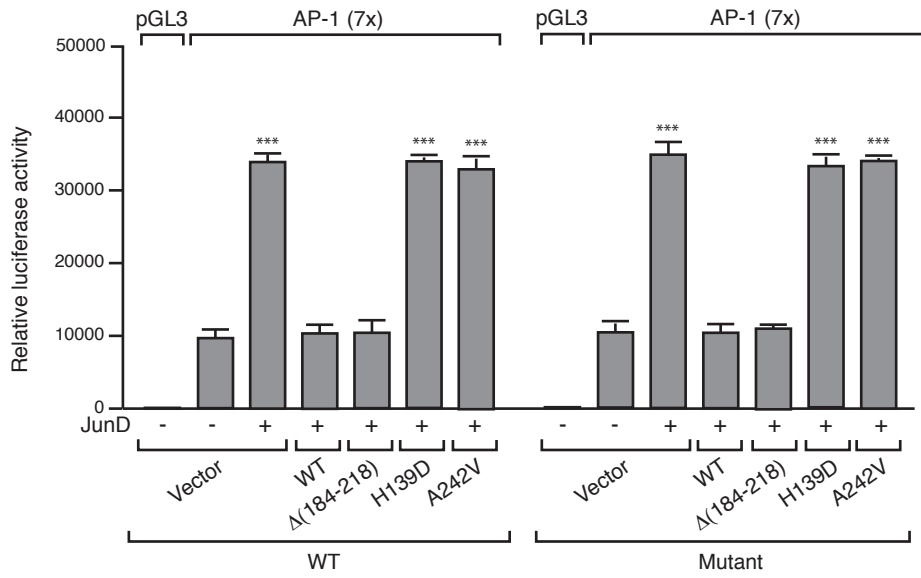 pGL3 AP-1 (7x) pGL3 AP-1 (7x)
Relative luciferase activity
50000
40000
30000
20000
10000
0
*** *** *** *** *** ***
JunD - - + + + + + - - + + + + +
Vector WT Δ(184-218) H139D A242V Vector WT Δ(184-218) H139D A242V
WT Mutant